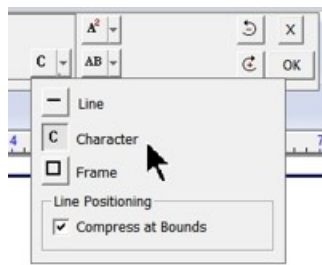 A²
X
C
AB
OK
Line
4
7
C Character
Frame
Line Positioning
Compress at Bounds